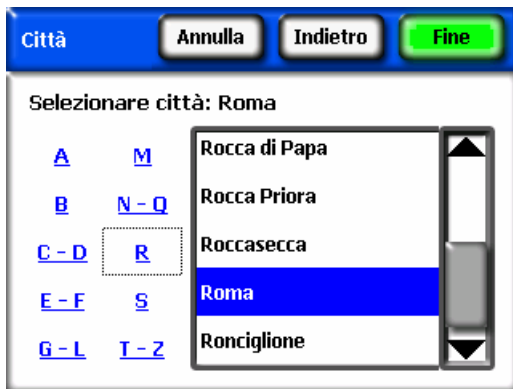 Città Annulla Indietro Fine
Selezionare città: Roma
A M
B N - Q
C - D R
E - F S
G - L T - Z
Rocca di Papa
Rocca Priora
Roccasecca
Roma
Ronciglione